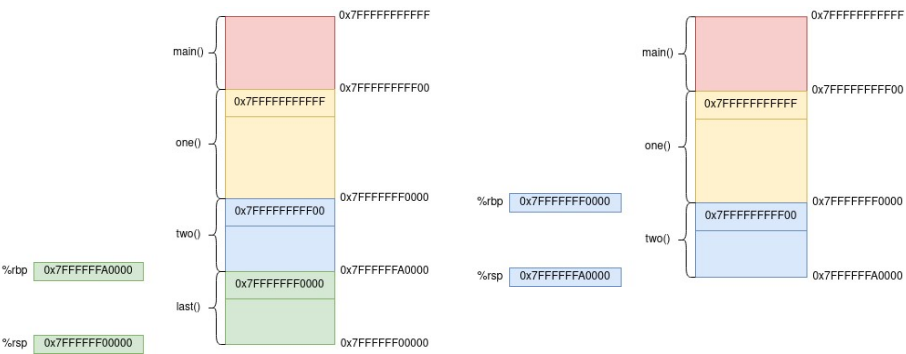 0x7FFFFFFFFFFF
main()
0x7FFFFFFFFF00
0x7FFFFFFFFFFF
one()
0x7FFFFFFF0000
0x7FFFFFFFFF00
two()
%rbp 0x7FFFFFFA0000
0x7FFFFFFA0000
0x7FFFFFFF0000
last()
%rsp 0x7FFFFFF00000
0x7FFFFFF00000
0x7FFFFFFFFFFF
main()
0x7FFFFFFFFF00
0x7FFFFFFFFFFF
one()
%rbp 0x7FFFFFFF0000
0x7FFFFFFF0000
0x7FFFFFFFFF00
two()
%rsp 0x7FFFFFFA0000
0x7FFFFFFA0000